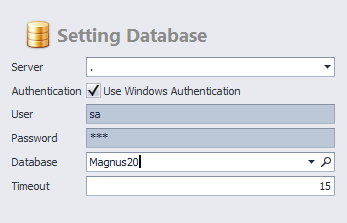 Setting Database
Server .
Authentication Use Windows Authentication
User sa
Password ***
Database Magnus20
Timeout 15